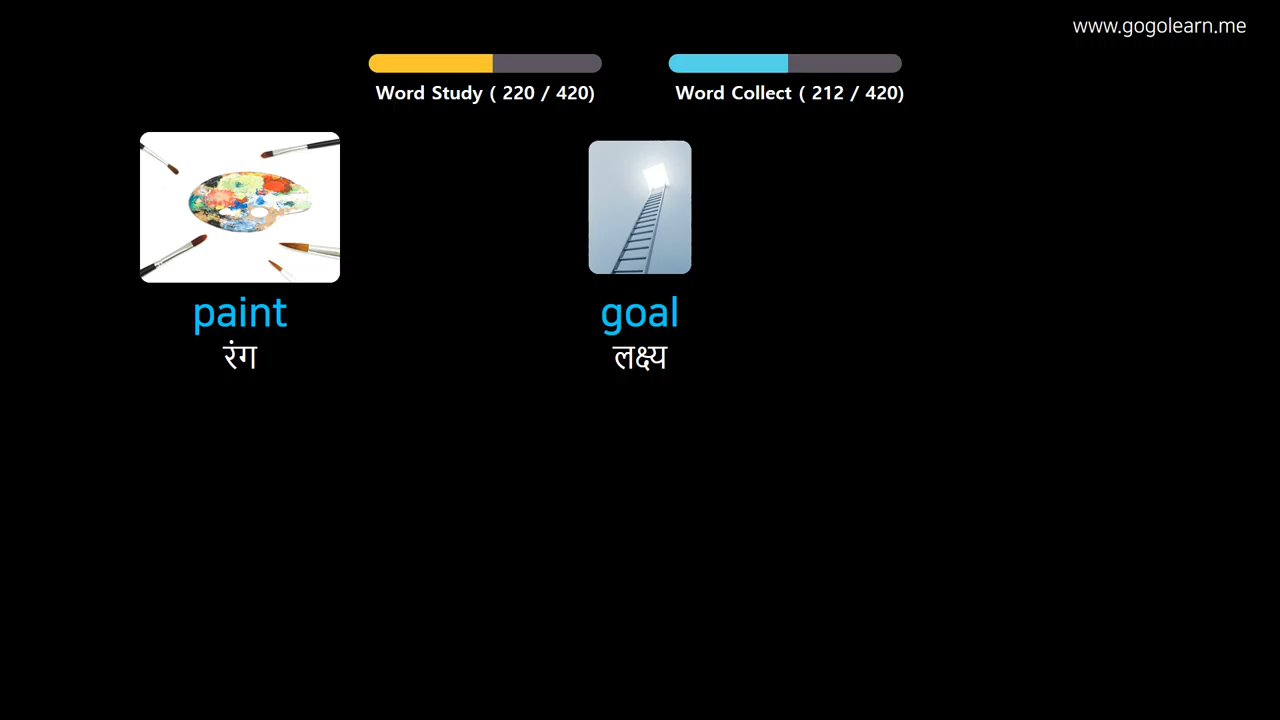 www.gogolearn.me
Word Study ( 220 / 420)
Word Collect ( 212 / 420)
paint
रंग
goal
लक्ष्य